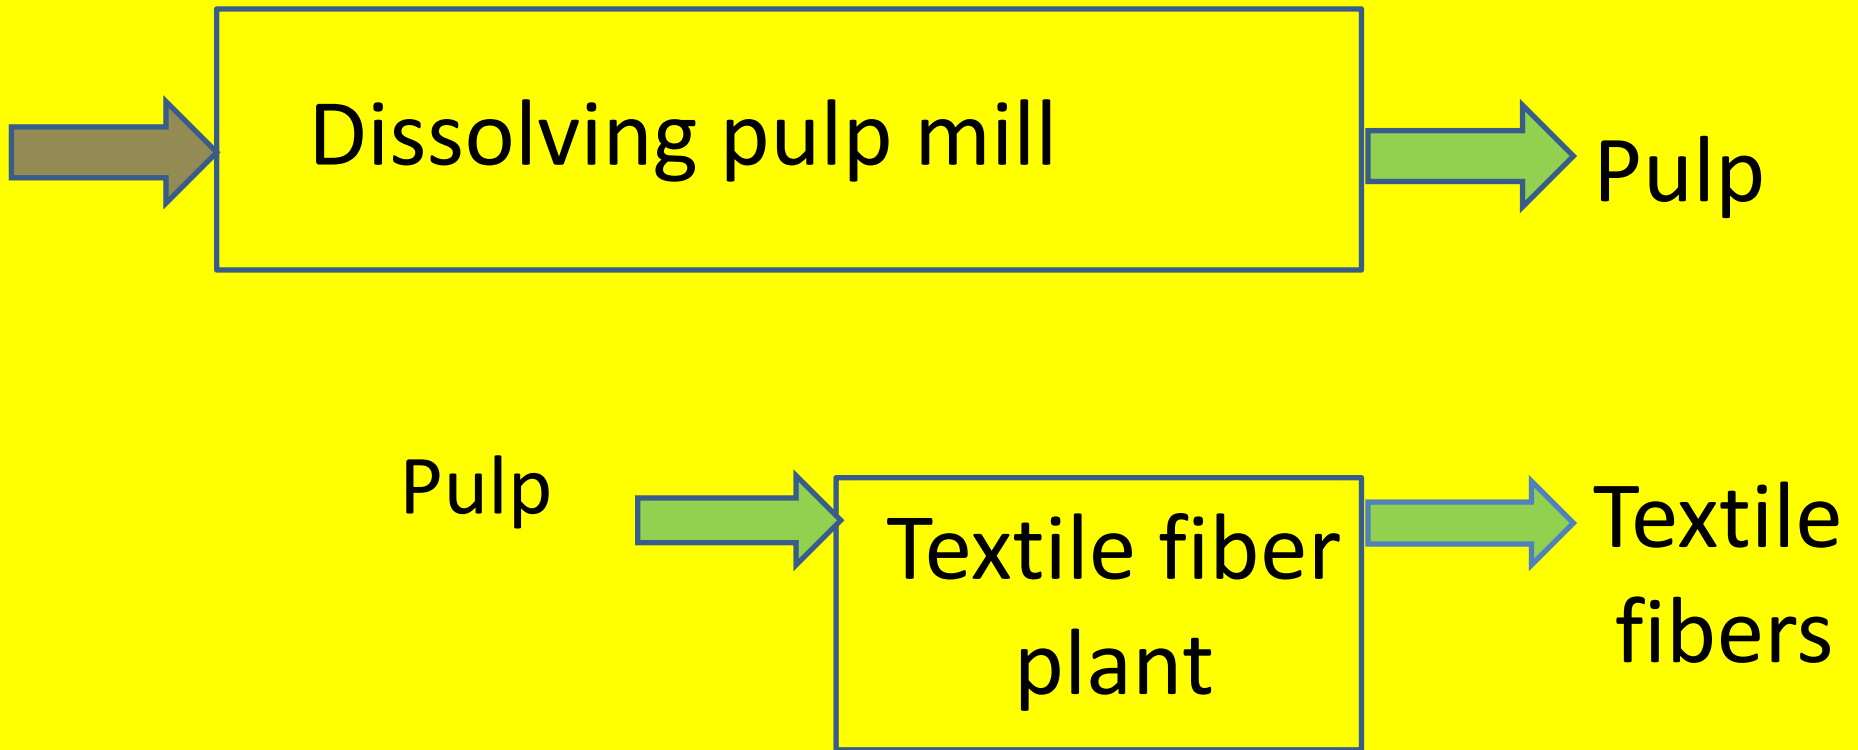 Dissolving pulp mill
Pulp
Pulp
Textile fiber
plant
Textile
fibers